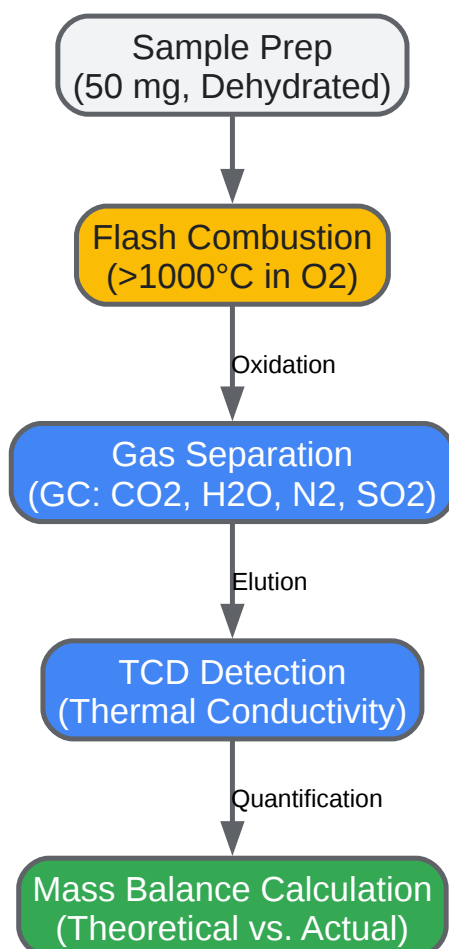 Sample Prep
(50 mg, Dehydrated)
Flash Combustion
(>1000°C in O2)
Oxidation
Gas Separation
(GC: CO2, H2O, N2, SO2)
Elution
TCD Detection
(Thermal Conductivity)
Quantification
Mass Balance Calculation
(Theoretical vs. Actual)